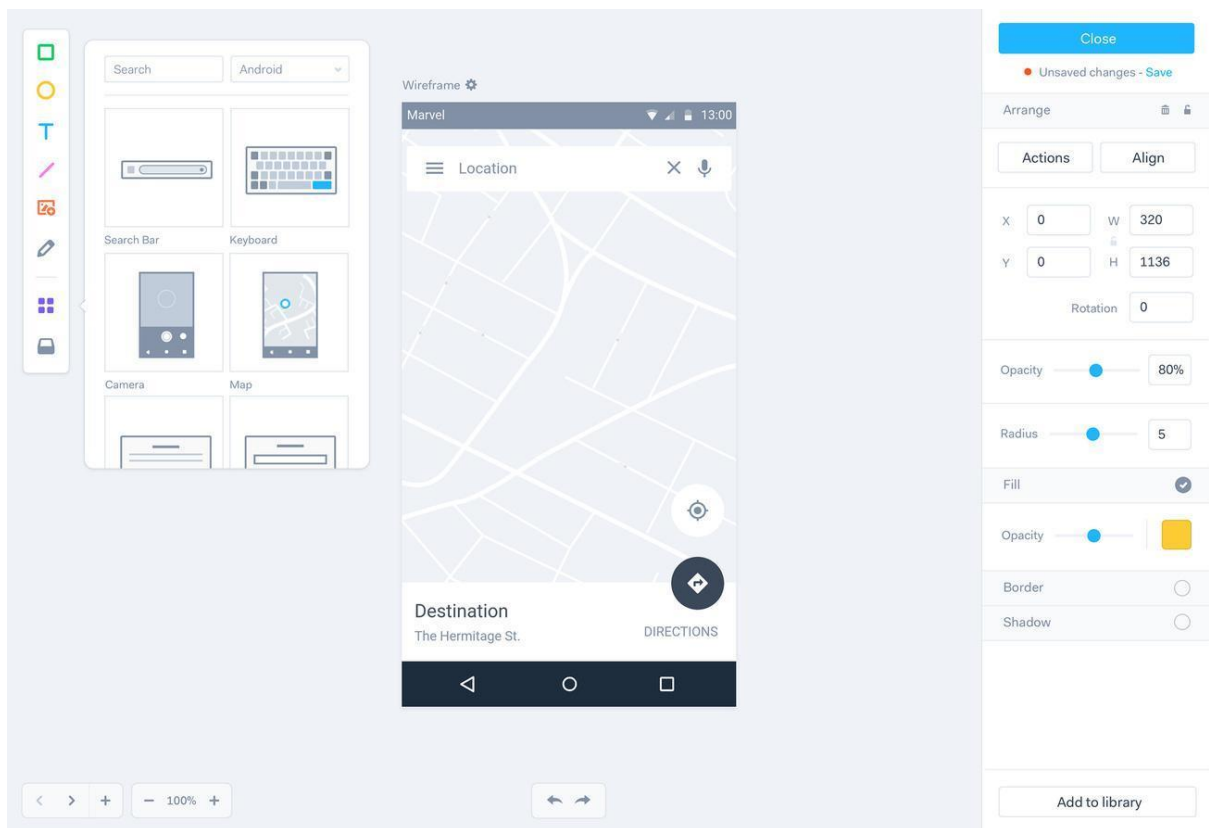 Search
Android
Search Bar
Keyboard
Camera
Map
Wireframe
Marvel
13:00
Location
Destination
The Hermitage St.
DIRECTIONS
100%
Close
Unsaved changes - Save
Arrange
Actions
Align
X 0 W 320
Y 0 H 1136
Rotation 0
Opacity 80%
Radius 5
Fill
Opacity
Border
Shadow
Add to library